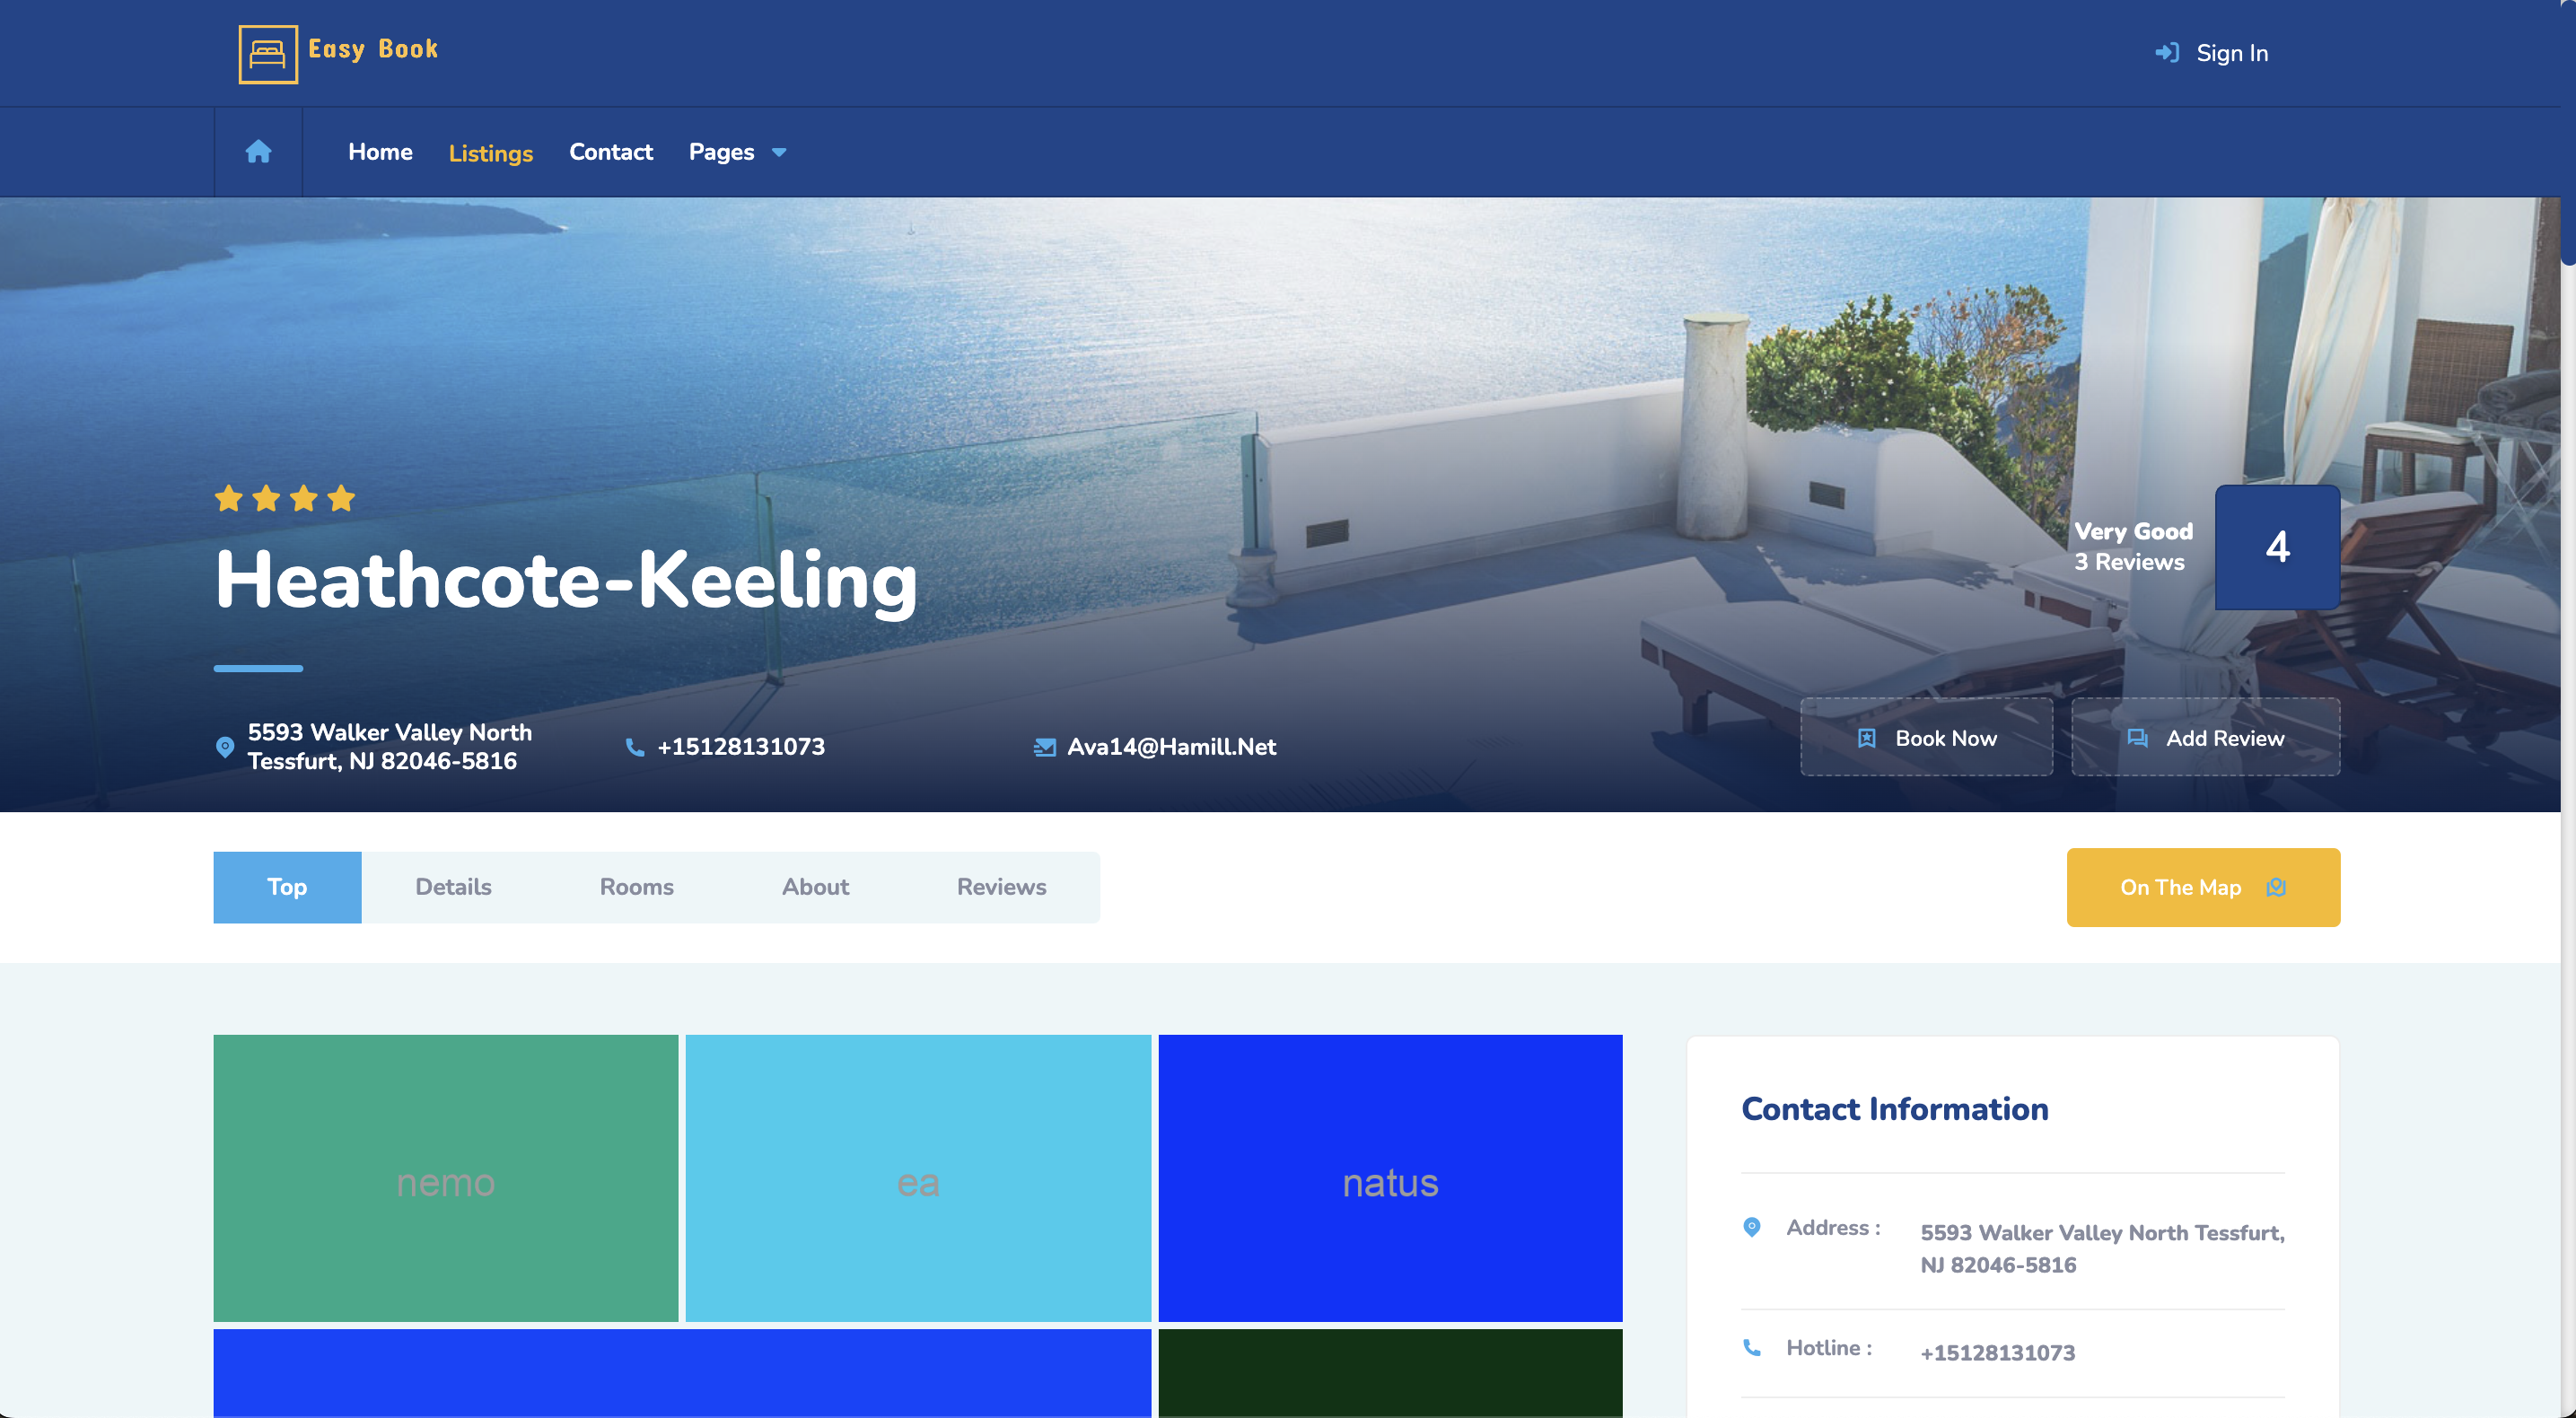 Easy Book
Sign In
Home
Listings
Contact
Pages
Heathcote-Keeling
Very Good
3 Reviews
4
5593 Walker Valley North
Tessfurt, NJ 82046-5816
+15128131073
Ava14@Hamill.Net
Book Now
Add Review
Top
Details
Rooms
About
Reviews
On The Map
nemo
ea
natus
Contact Information
Address :
5593 Walker Valley North Tessfurt,
NJ 82046-5816
Hotline :
+15128131073